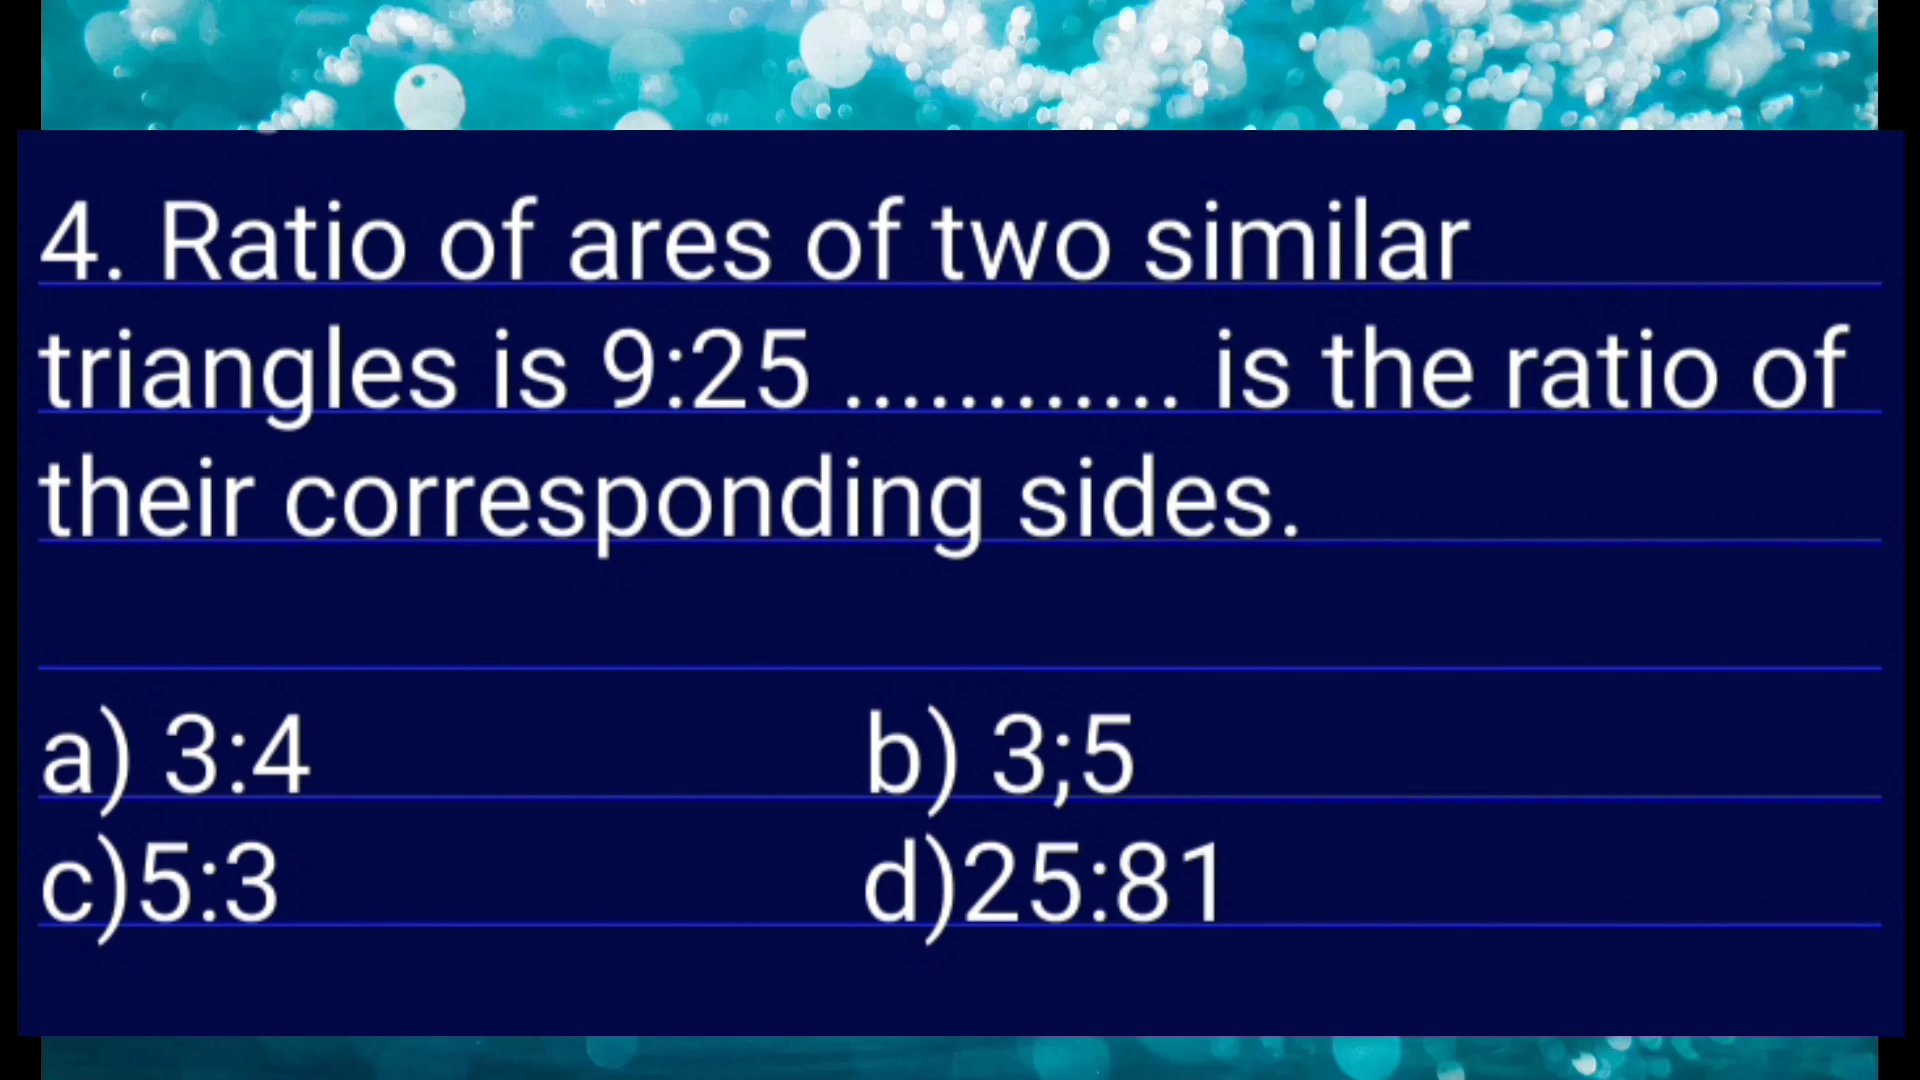 4. Ratio of ares of two similar
triangles is 9:25 ............ is the ratio of
their corresponding sides.
a) 3:4 b) 3;5
c)5:3 d)25:81